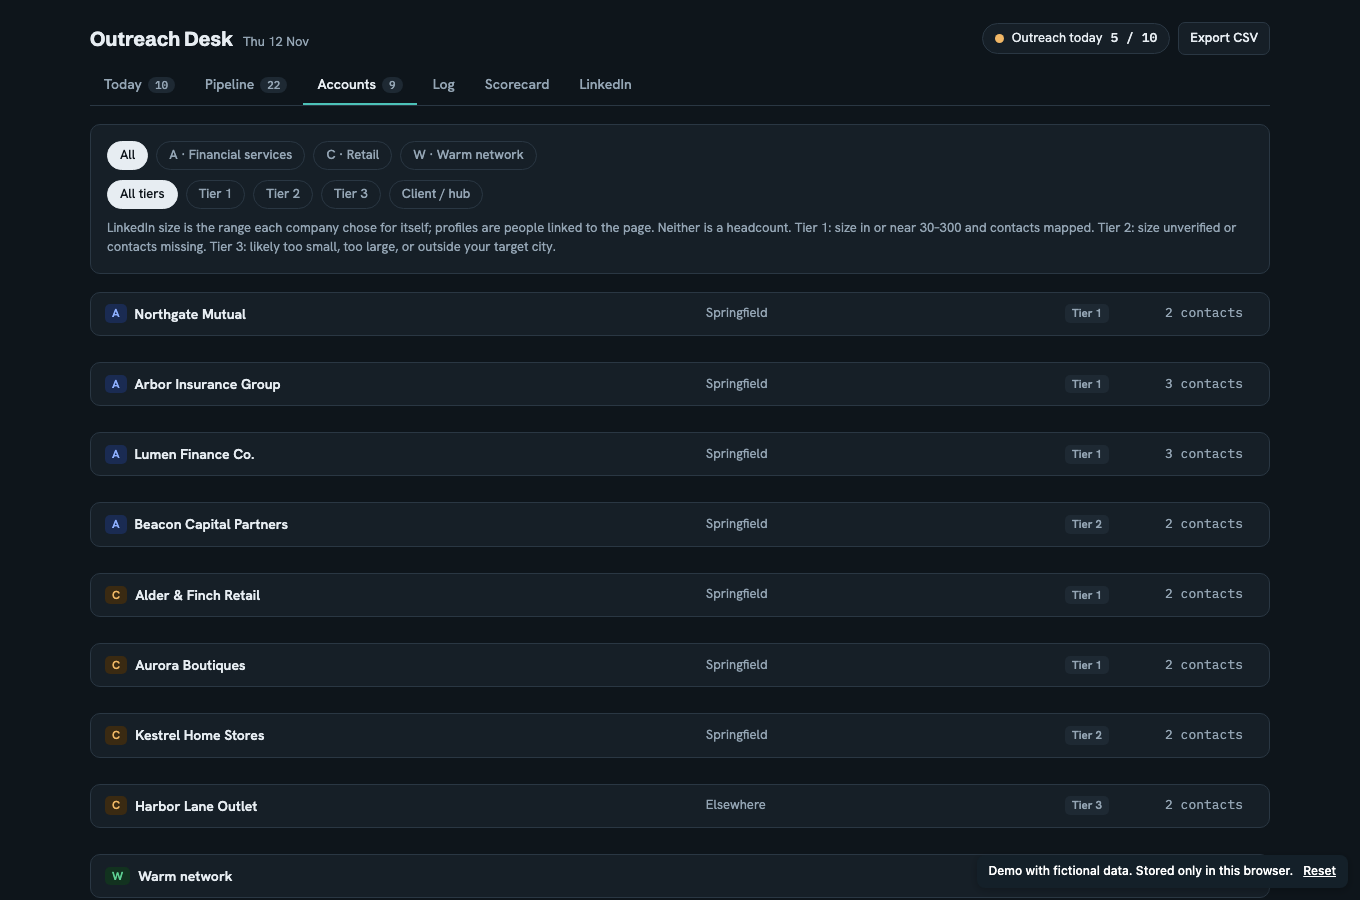 Outreach Desk Thu 12 Nov
Outreach today 5 / 10 Export CSV
Today 10 Pipeline 22 Accounts 9 Log Scorecard LinkedIn
All A · Financial services C · Retail W · Warm network
All tiers Tier 1 Tier 2 Tier 3 Client / hub
LinkedIn size is the range each company chose for itself; profiles are people linked to the page. Neither is a headcount. Tier 1: size in or near 30–300 and contacts mapped. Tier 2: size unverified or
contacts missing. Tier 3: likely too small, too large, or outside your target city.
A Northgate Mutual Springfield Tier 1 2 contacts
A Arbor Insurance Group Springfield Tier 1 3 contacts
A Lumen Finance Co. Springfield Tier 1 3 contacts
A Beacon Capital Partners Springfield Tier 2 2 contacts
C Alder & Finch Retail Springfield Tier 1 2 contacts
C Aurora Boutiques Springfield Tier 1 2 contacts
C Kestrel Home Stores Springfield Tier 2 2 contacts
C Harbor Lane Outlet Elsewhere Tier 3 2 contacts
W Warm network
Demo with fictional data. Stored only in this browser. Reset